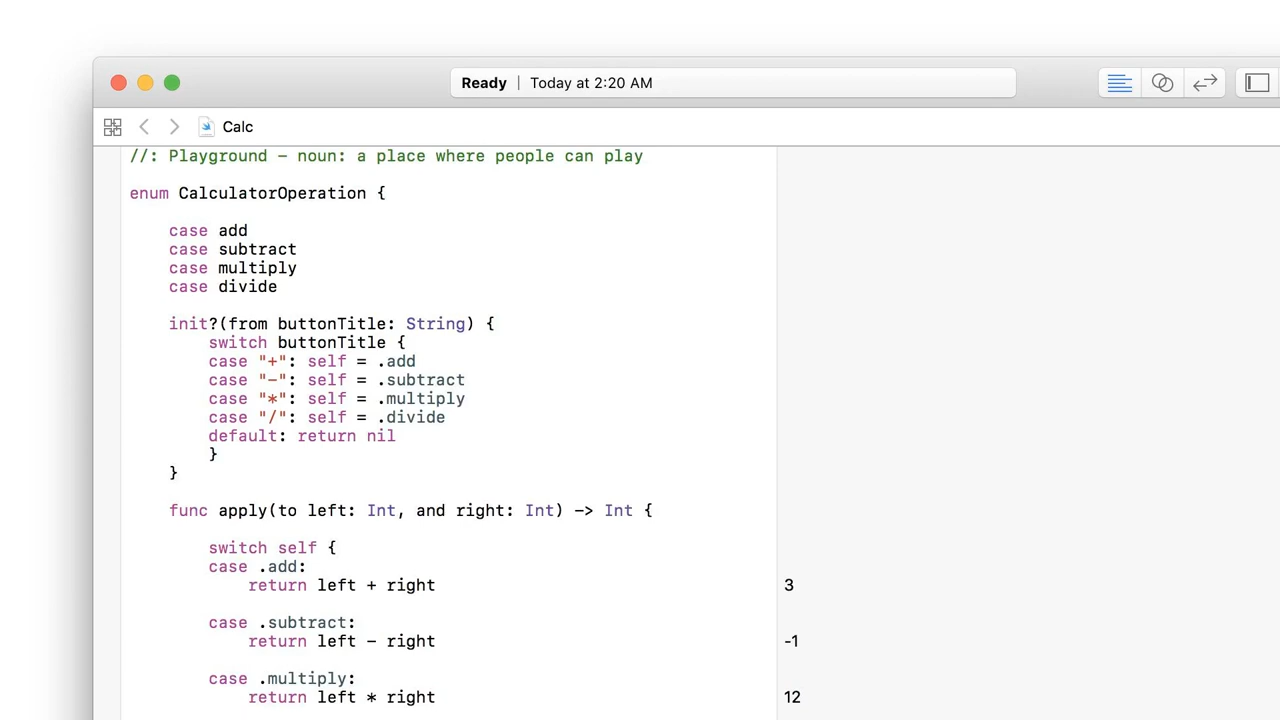 Ready | Today at 2:20 AM
Calc
//: Playground – noun: a place where people can play
enum CalculatorOperation {
case add
case subtract
case multiply
case divide
init?(from buttonTitle: String) {
switch buttonTitle {
case "+": self = .add
case "-": self = .subtract
case "*": self = .multiply
case "/": self = .divide
default: return nil
}
}
func apply(to left: Int, and right: Int) -> Int {
switch self {
case .add:
return left + right
3
case .subtract:
return left - right
-1
case .multiply:
return left * right
12